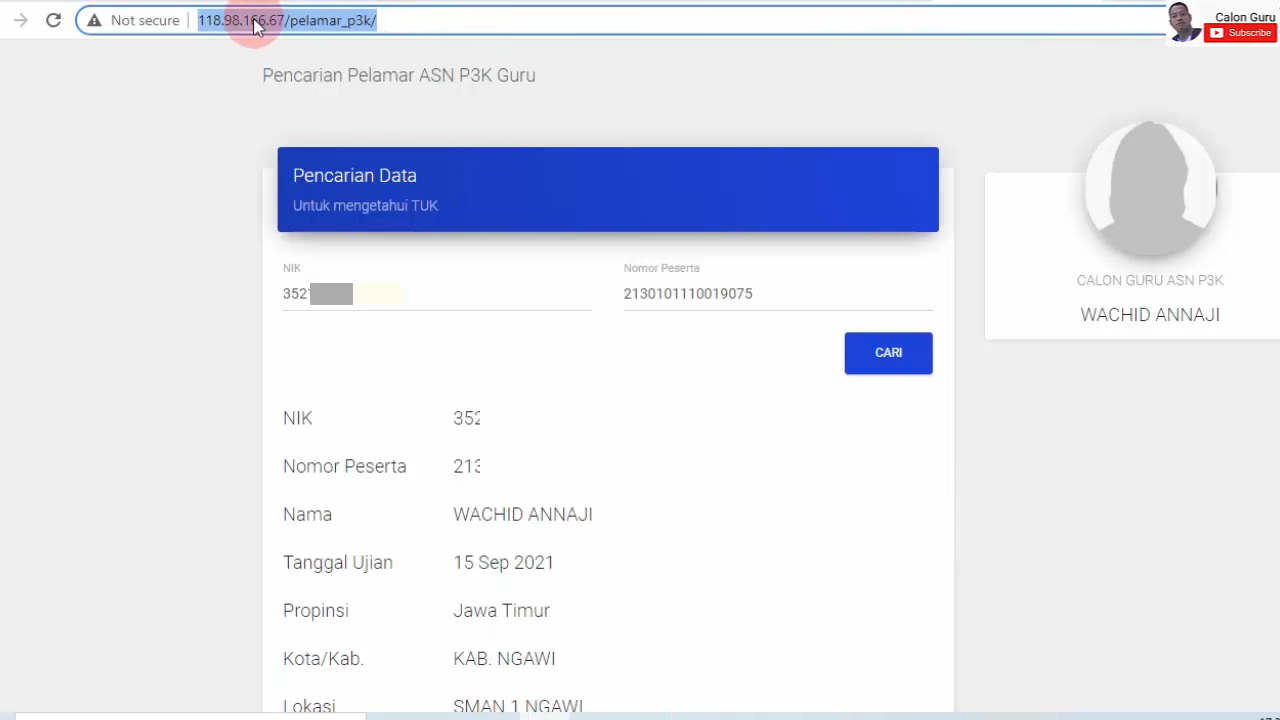 Not secure
118.98.166.67/pelamar_p3k/
Calon Guru
Subscribe
Pencarian Pelamar ASN P3K Guru
Pencarian Data
Untuk mengetahui TUK
NIK
352
Nomor Peserta
2130101110019075
CARI
CALON GURU ASN P3K
WACHID ANNAJI
NIK 352
Nomor Peserta 213
Nama WACHID ANNAJI
Tanggal Ujian 15 Sep 2021
Propinsi Jawa Timur
Kota/Kab. KAB. NGAWI
Lokasi SMAN 1 NGAWI